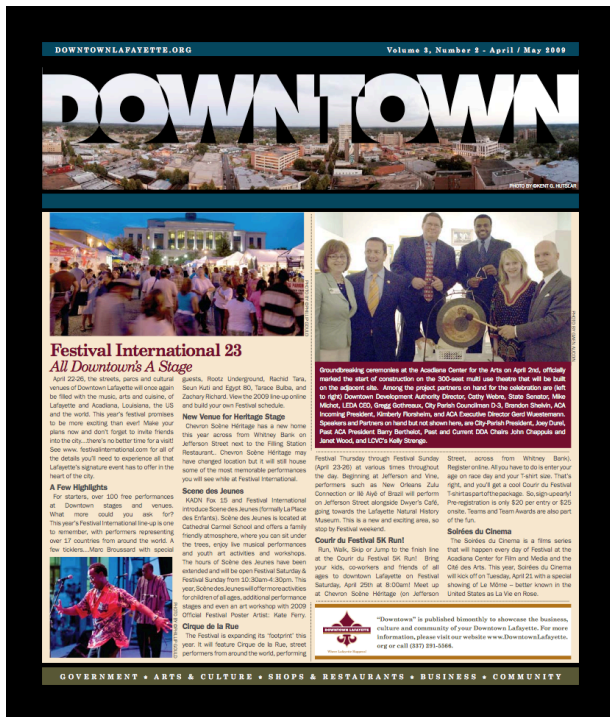 DOWNTOWNLAFAYETTE.ORG
Volume 3, Number 2 - April / May 2009
DOWNTOWN
PHOTO BY ©KENT G. HUTSLAR
Festival International 23
All Downtown's A Stage
April 22-26, the streets, parcs and cultural
venues of Downtown Lafayette will once again
be filled with the music, arts and cuisine, of
Lafayette and Acadiana, Louisiana, the US
and the world. This year's festival promises
to be more exciting than ever! Make your
plans now and don't forget to invite friends
into the city...there's no better time for a visit!
See www. festivalinternational.com for all of
the details you'll need to experience all that
Lafayette's signature event has to offer in the
heart of the city.
A Few Highlights
For starters, over 100 free performances
at Downtown stages and venues.
What more could you ask for?
This year's Festival International line-up is one
to remember, with performers representing
over 17 countries from around the world. A
few ticklers....Marc Broussard with special
guests, Rootz Underground, Rachid Tara,
Seun Kuti and Egypt 80, Tarace Bulba, and
Zachary Richard. View the 2009 line-up online
and build your own Festival schedule.
New Venue for Heritage Stage
Chevron Scène Héritage has a new home
this year across from Whitney Bank on
Jefferson Street next to the Filling Station
Restaurant.. Chevron Scène Héritage may
have changed location but it will still house
some of the most memorable performances
you will see while at Festival International.
Scene des Jeunes
KADN Fox 15 and Festival International
introduce Scene des Jeunes (formally La Place
des Enfants). Scène des Jeunes is located at
Cathedral Carmel School and offers a family
friendly atmosphere, where you can sit under
the trees, enjoy live musical performances
and youth art activities and workshops.
The hours of Scène des Jeunes have been
extended and will be open Festival Saturday &
Festival Sunday from 10:30am-4:30pm. This
year, Scène des Jeunes will offer more activities
for children of all ages, additional performance
stages and even an art workshop with 2009
Official Festival Poster Artist: Kate Ferry.
Cirque de la Rue
The Festival is expanding its "footprint" this
year. It will feature Cirque de la Rue, street
performers from around the world, performing
Groundbreaking ceremonies at the Acadiana Center for the Arts on April 2nd, officially
marked the start of construction on the 300-seat multi use theatre that will be built
on the adjacent site. Among the project partners on hand for the celebration are (left
to right) Downtown Development Authority Director, Cathy Webre, State Senator, Mike
Michot, LEDA CEO, Gregg Gothreaux, City Parish Councilman D-3, Brandon Shelvin, ACA
Incoming President, Kimberly Florsheim, and ACA Executive Director Gerd Wuestemann.
Speakers and Partners on hand but not shown here, are City-Parish President, Joey Durel,
Past ACA President Barry Berthelot, Past and Current DDA Chairs John Chappuis and
Janet Wood, and LCVC's Kelly Strenge.
Festival Thursday through Festival Sunday
(April 23-26) at various times throughout
the day. Beginning at Jefferson and Vine,
performers such as New Orleans Zulu
Connection or Ilê Aiyê of Brazil will perform
on Jefferson Street alongside Dwyer's Café,
going towards the Lafayette Natural History
Museum. This is a new and exciting area, so
stop by Festival weekend.
Courir du Festival 5K Run!
Run, Walk, Skip or Jump to the finish line
at the Courir du Festival 5K Run! Bring
your kids, co-workers and friends of all
ages to downtown Lafayette on Festival
Saturday, April 25th at 8:00am! Meet up
at Chevron Scène Héritage (on Jefferson
Street, across from Whitney Bank).
Register online. All you have to do is enter your
age on race day and your T-shirt size. That's
right, and you'll get a cool Courir du Festival
T-shirt as part of the package. So, sign-up early!
Pre-registration is only $20 per entry or $25
onsite. Teams and Team Awards are also part
of the fun.
Soirées du Cinema
The Soirées du Cinema is a films series
that will happen every day of Festival at the
Acadiana Center for Film and Media and the
Cité des Arts. This year, Soirées du Cinema
will kick off on Tuesday, April 21 with a special
showing of Le Môme – better known in the
United States as La Vie en Rose.
DOWNTOWN LAFAYETTE
"Downtown" is published bimonthly to showcase the business,
culture and community of your Downtown Lafayette. For more
information, please visit our website www.DowntownLafayette.
org or call (337) 291-5566.
GOVERNMENT • ARTS & CULTURE • SHOPS & RESTAURANTS • BUSINESS • COMMUNITY